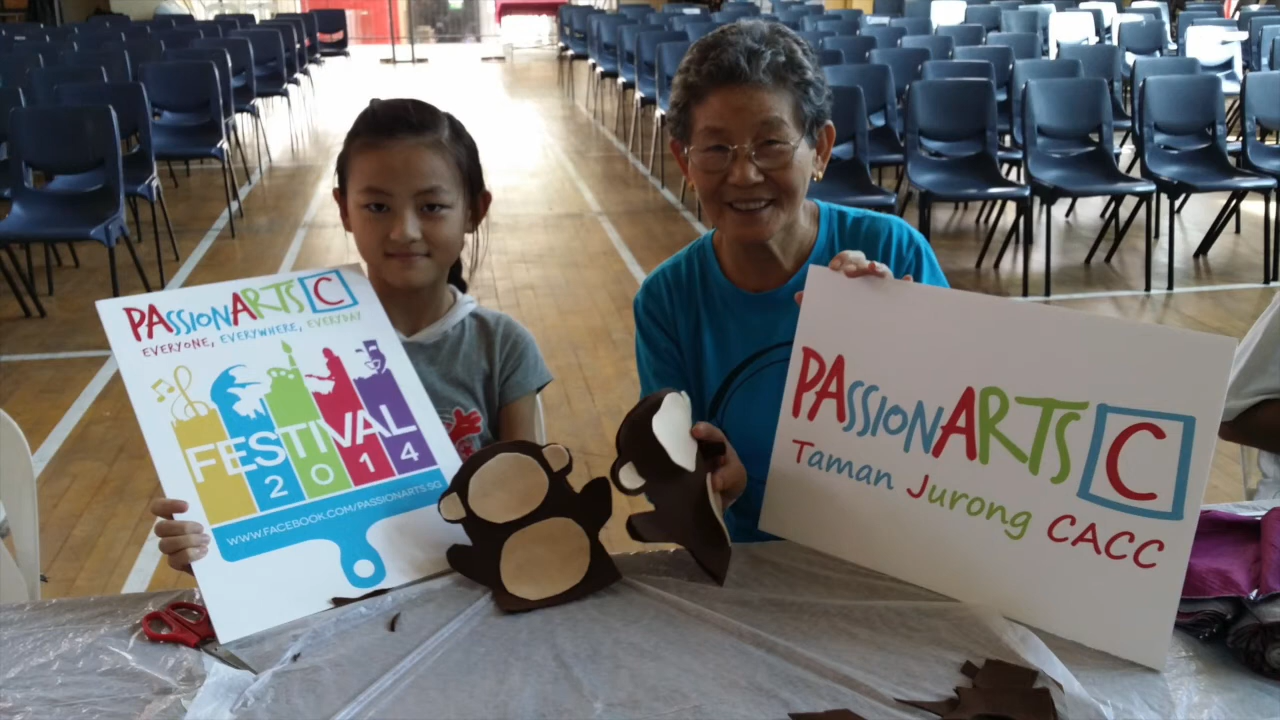 PASSIONARTS C
EVERYONE, EVERYWHERE, EVERYDAY
FESTIVAL
2014
WWW.FACEBOOK.COM/PASSIONARTS.SG
PASSIONARTS C
Taman Jurong CACC